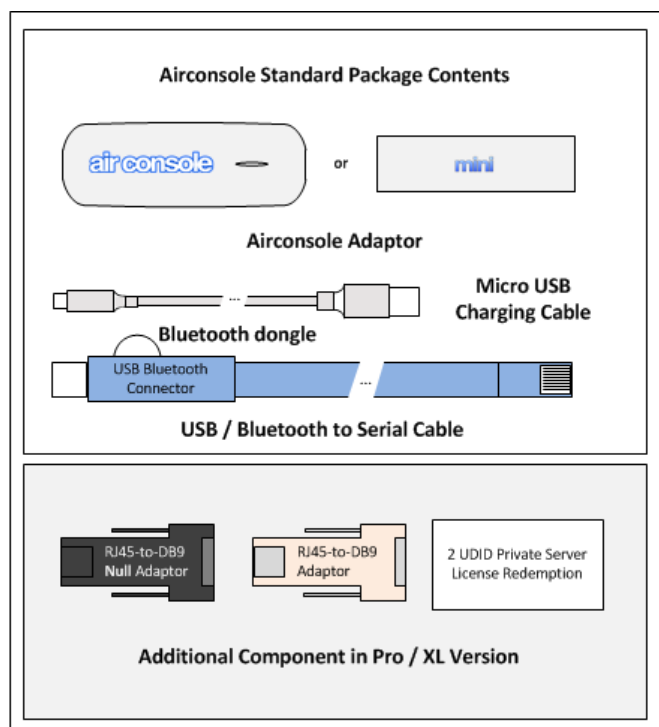 Airconsole Standard Package Contents
airconsole
or
mini
Airconsole Adaptor
...
Micro USB
Charging Cable
Bluetooth dongle
USB Bluetooth
Connector
...
USB / Bluetooth to Serial Cable
RJ45-to-DB9
Null Adaptor
RJ45-to-DB9
Adaptor
2 UDID Private Server
License Redemption
Additional Component in Pro / XL Version